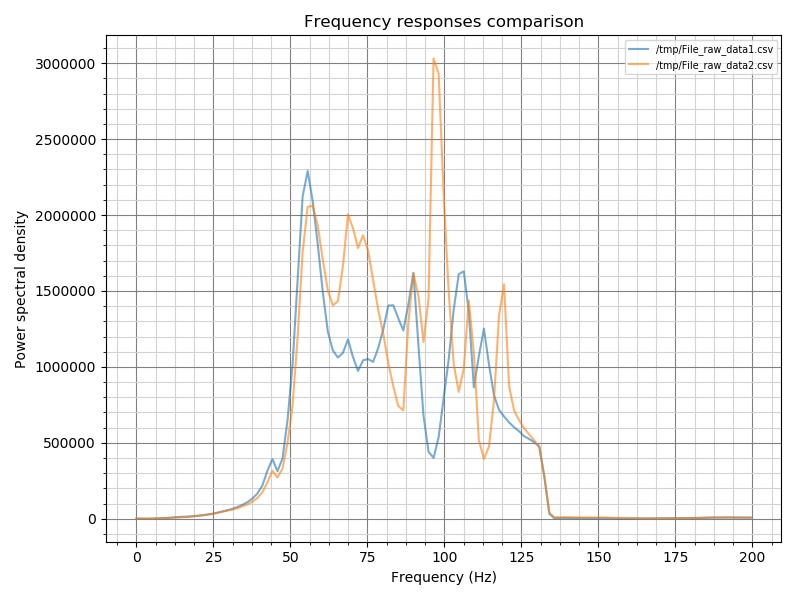 Frequency responses comparison
/tmp/File_raw_data1.csv
/tmp/File_raw_data2.csv
3000000
2500000
2000000
1500000
1000000
500000
0
Power spectral density
0 25 50 75 100 125 150 175 200
Frequency (Hz)